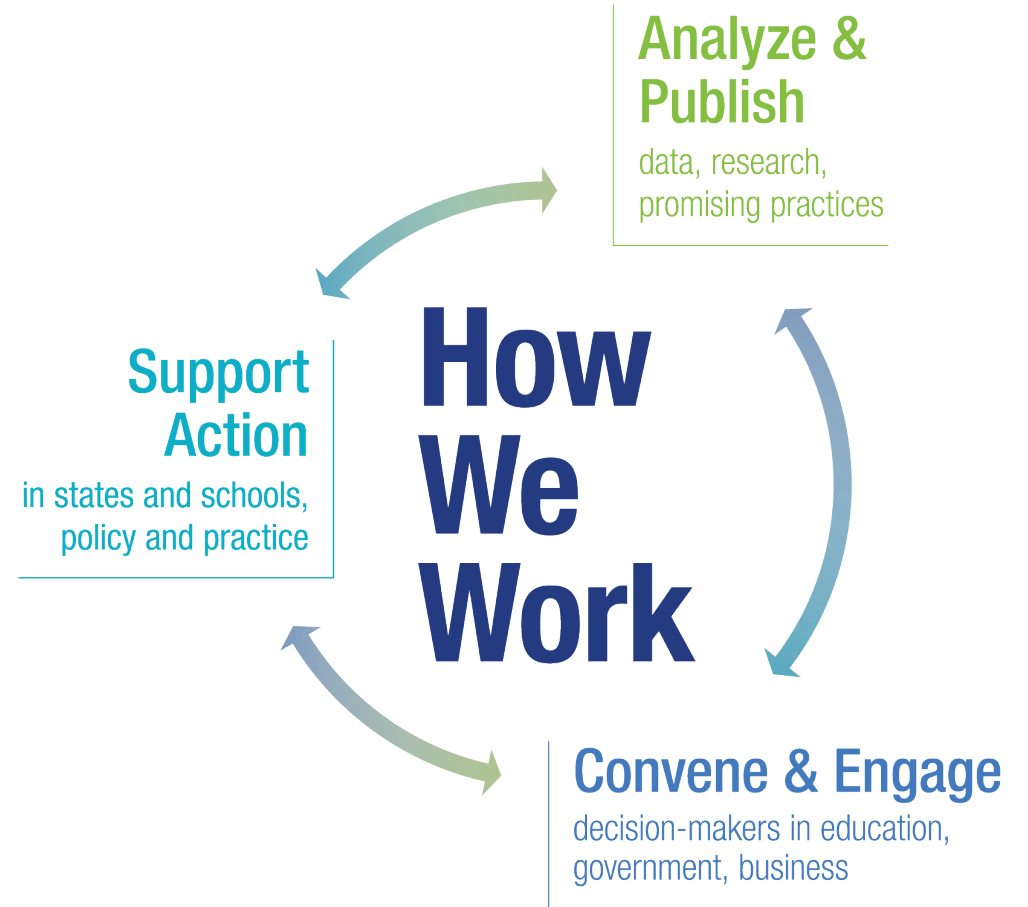 Analyze &
Publish
data, research,
promising practices
How
We
Work
Support
Action
in states and schools,
policy and practice
Convene & Engage
decision-makers in education,
government, business